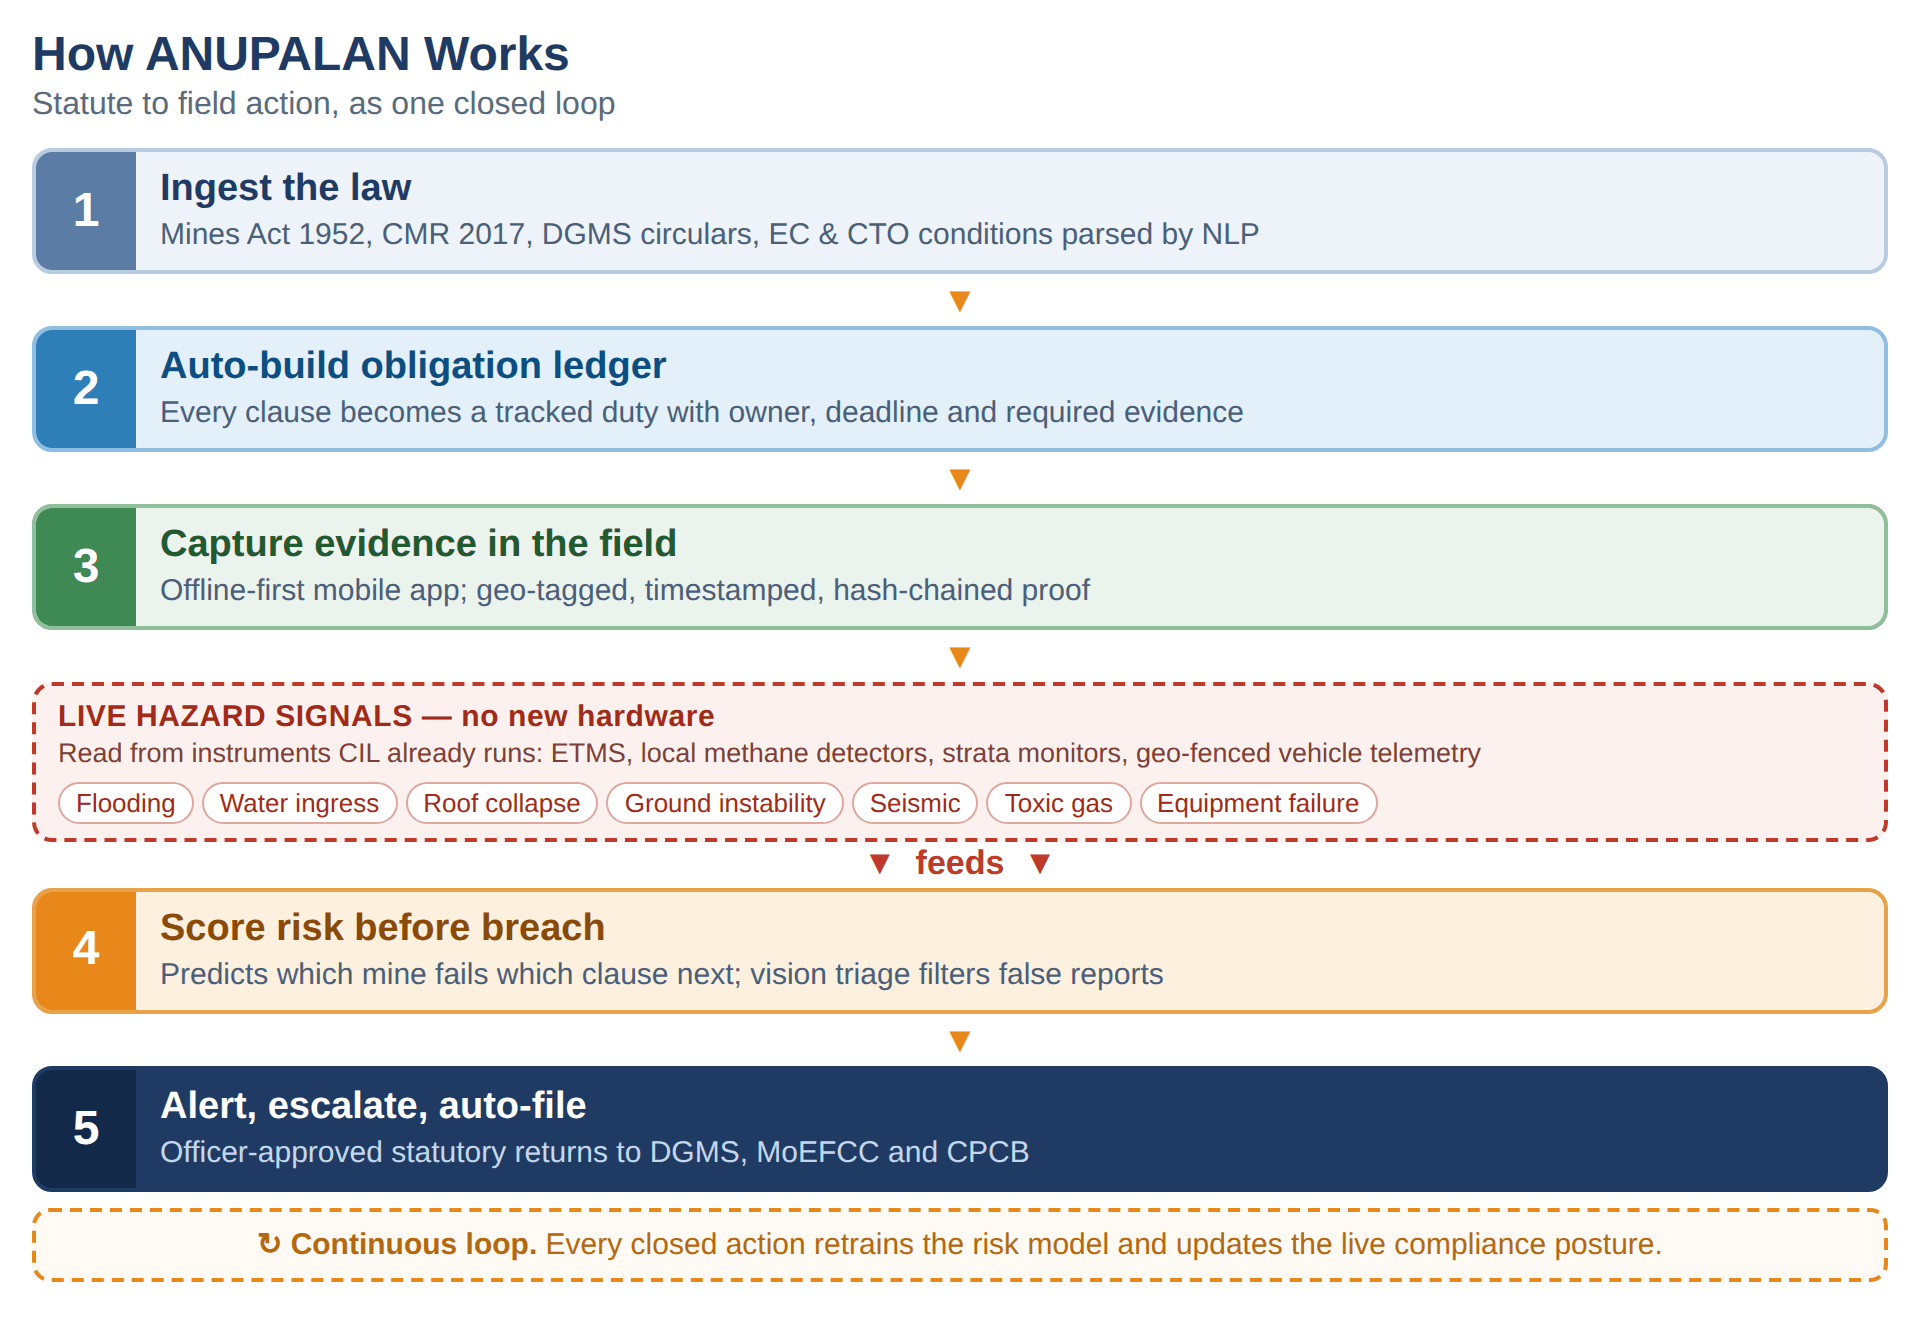 How ANUPALAN Works
Statute to field action, as one closed loop
1
Ingest the law
Mines Act 1952, CMR 2017, DGMS circulars, EC & CTO conditions parsed by NLP
▼
2
Auto-build obligation ledger
Every clause becomes a tracked duty with owner, deadline and required evidence
▼
3
Capture evidence in the field
Offline-first mobile app; geo-tagged, timestamped, hash-chained proof
▼
LIVE HAZARD SIGNALS — no new hardware
Read from instruments CIL already runs: ETMS, local methane detectors, strata monitors, geo-fenced vehicle telemetry
Flooding Water ingress Roof collapse Ground instability Seismic Toxic gas Equipment failure
▼ feeds ▼
4
Score risk before breach
Predicts which mine fails which clause next; vision triage filters false reports
▼
5
Alert, escalate, auto-file
Officer-approved statutory returns to DGMS, MoEFCC and CPCB
↻ Continuous loop. Every closed action retrains the risk model and updates the live compliance posture.